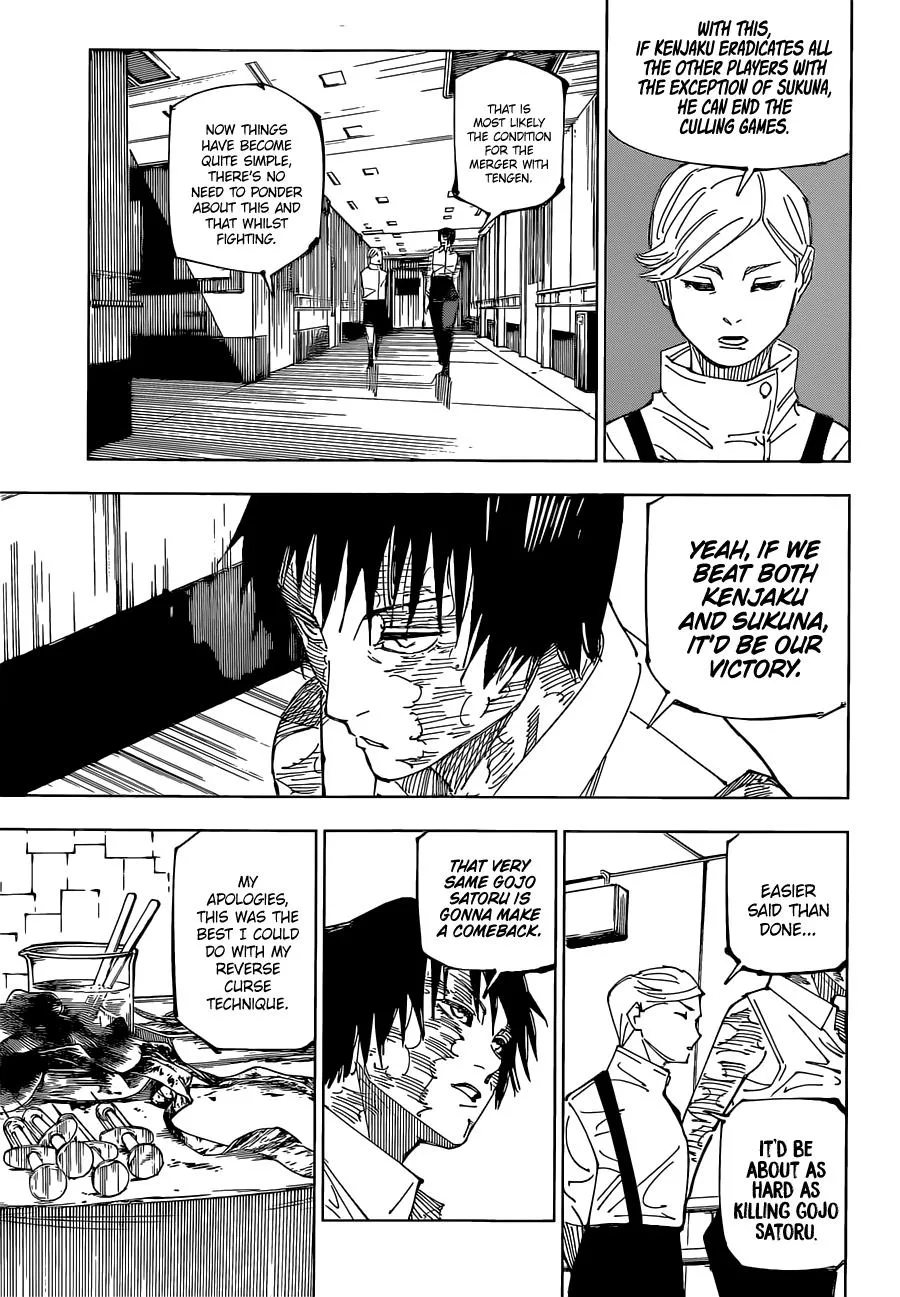 WITH THIS,
IF KENJAKU ERADICATES ALL
THE OTHER PLAYERS WITH
THE EXCEPTION OF SUKUNA,
HE CAN END THE
CULLING GAMES.
THAT IS
MOST LIKELY
THE CONDITION
FOR THE
MERGER WITH
TENGEN.
NOW THINGS
HAVE BECOME
QUITE SIMPLE,
THERE'S NO
NEED TO PONDER
ABOUT THIS AND
THAT WHILST
FIGHTING.
YEAH, IF WE
BEAT BOTH
KENJAKU
AND SUKUNA,
IT'D BE OUR
VICTORY.
EASIER
SAID THAN
DONE...
IT'D BE
ABOUT AS
HARD AS
KILLING GOJO
SATORU.
THAT VERY
SAME GOJO
SATORU IS
GONNA MAKE
A COMEBACK.
MY
APOLOGIES,
THIS WAS THE
BEST I COULD
DO WITH MY
REVERSE
CURSE
TECHNIQUE.